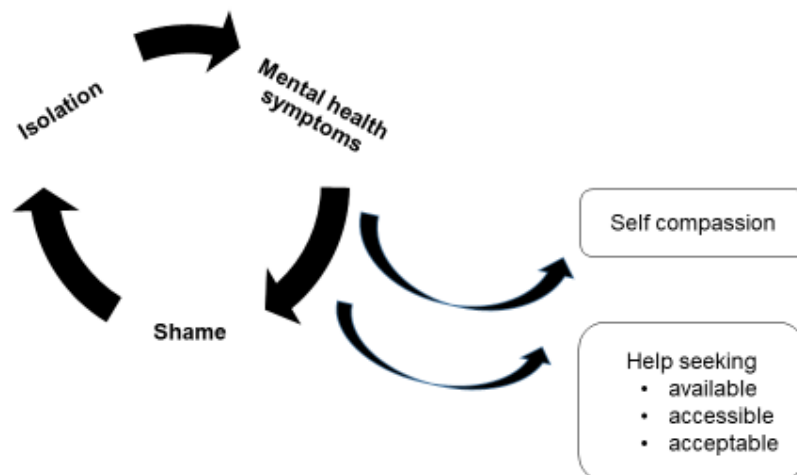 Isolation
Mental health
symptoms
Shame
Self compassion
Help seeking
• available
• accessible
• acceptable